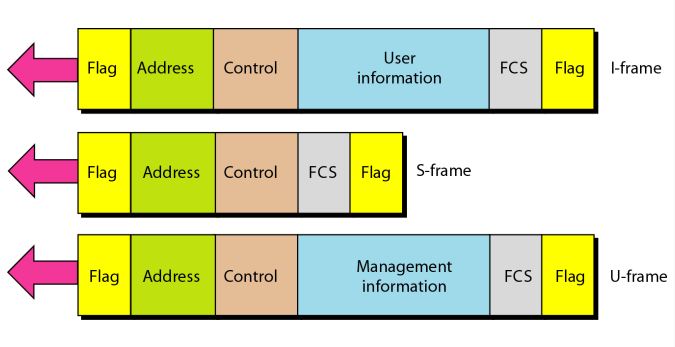 Flag Address Control User information FCS Flag I-frame
Flag Address Control FCS Flag S-frame
Flag Address Control Management information FCS Flag U-frame